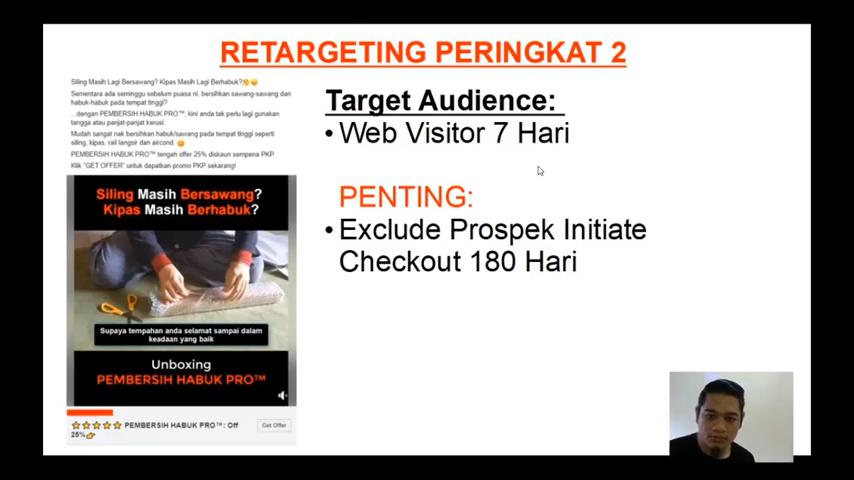 RETARGETING PERINGKAT 2
Siling Masih Lagi Bersawang? Kipas Masih Lagi Berhabuk?
Sementara ada seminggu sebelum puasa ni, bersihkan sawang-sawang dan
habuk-habuk pada tempat tinggi?
...dengan PEMBERSIH HABUK PRO™, kini anda tak perlu lagi gunakan
tangga atau panjat-panjat kerusi.
Mudah sangat nak bersihkan habuk/sawang pada tempat tinggi seperti
siling, kipas, rail langsir dan aircond.
PEMBERSIH HABUK PRO™ tengah offer 25% diskaun sempena PKP.
Klik "GET OFFER" untuk dapatkan promo PKP sekarang!
Siling Masih Bersawang?
Kipas Masih Berhabuk?
Supaya tempahan anda selamat sampai dalam
keadaan yang baik
Unboxing
PEMBERSIH HABUK PRO™
PEMBERSIH HABUK PRO™: Off
25%
Get Offer
Target Audience:
• Web Visitor 7 Hari
PENTING:
• Exclude Prospek Initiate
Checkout 180 Hari